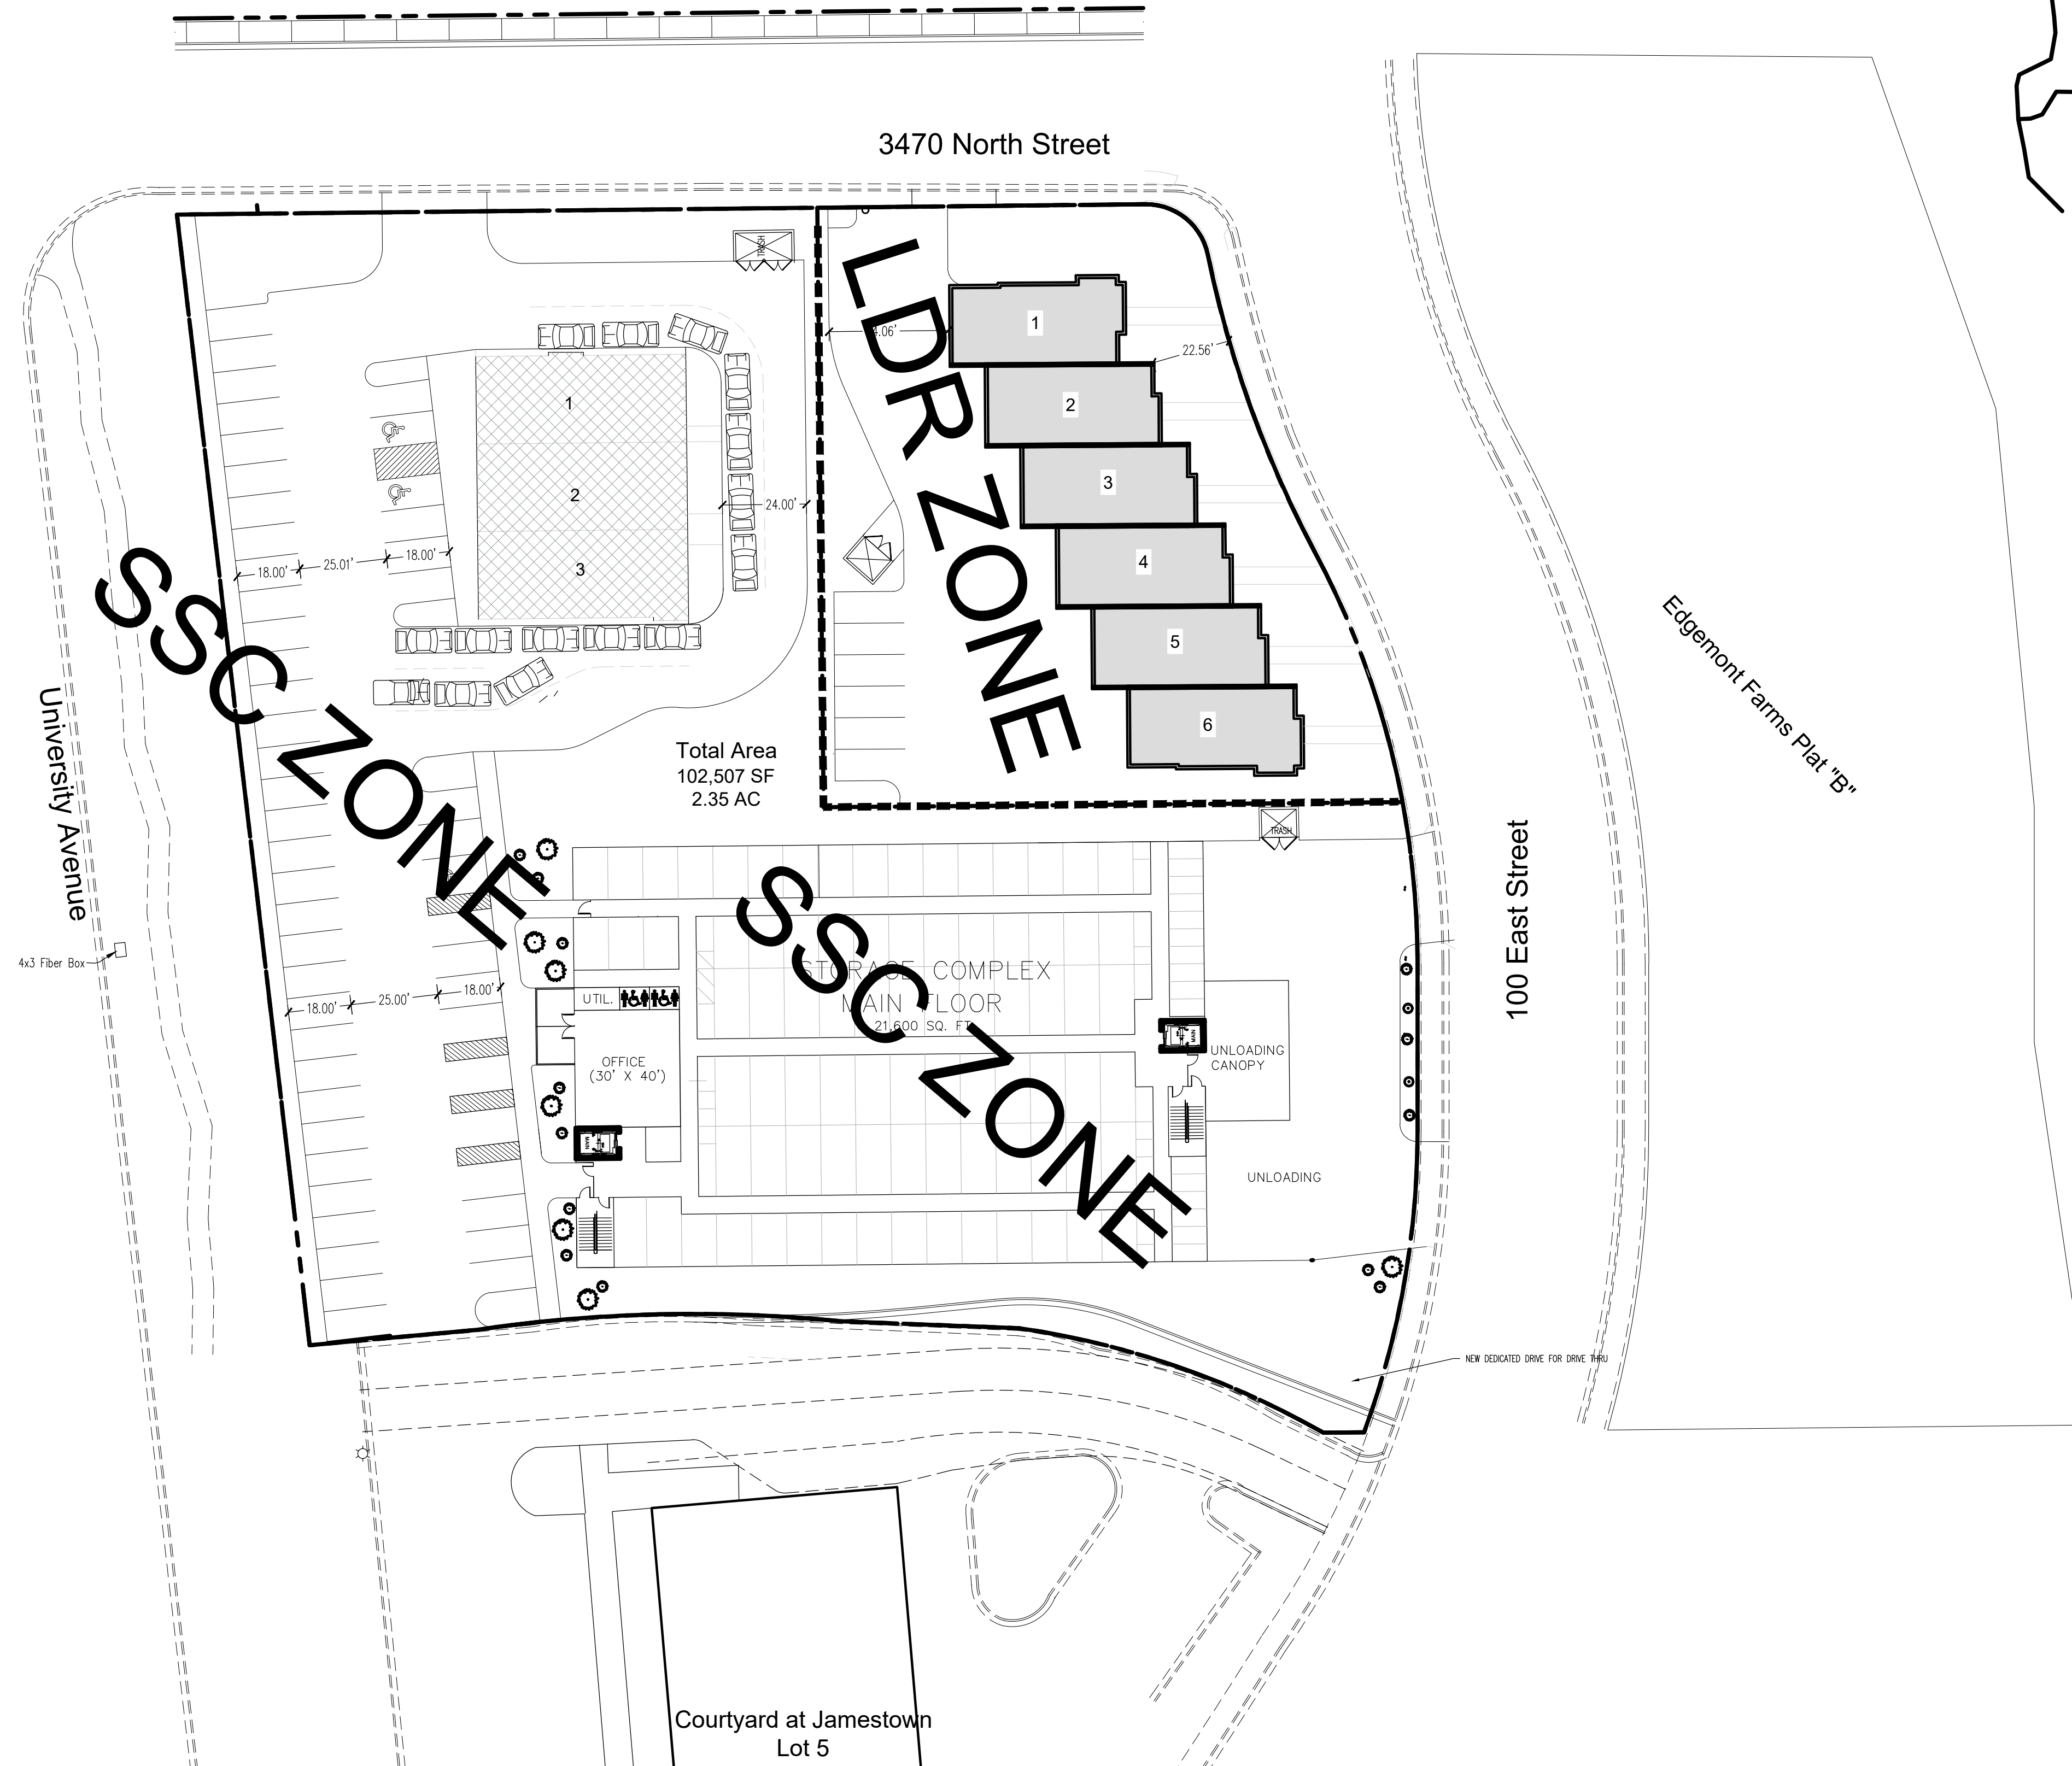 3470 North Street
TRASH
LDR ZONE
1
22.56'
2
3
4
5
6
1
2
3
24.00'
18.00'
25.01'
18.00'
SSC ZONE
University Avenue
Total Area
102,507 SF
2.35 AC
Edgemont Farms Plat "B"
TRASH
100 East Street
4x3 Fiber Box
SSC ZONE
STORAGE COMPLEX
MAIN FLOOR
21,600 SQ. FT.
18.00'
25.00'
18.00'
UTIL.
OFFICE
(30' X 40')
MAIN
MAIN
UNLOADING
CANOPY
UNLOADING
NEW DEDICATED DRIVE FOR DRIVE THRU
Courtyard at Jamestown
Lot 5